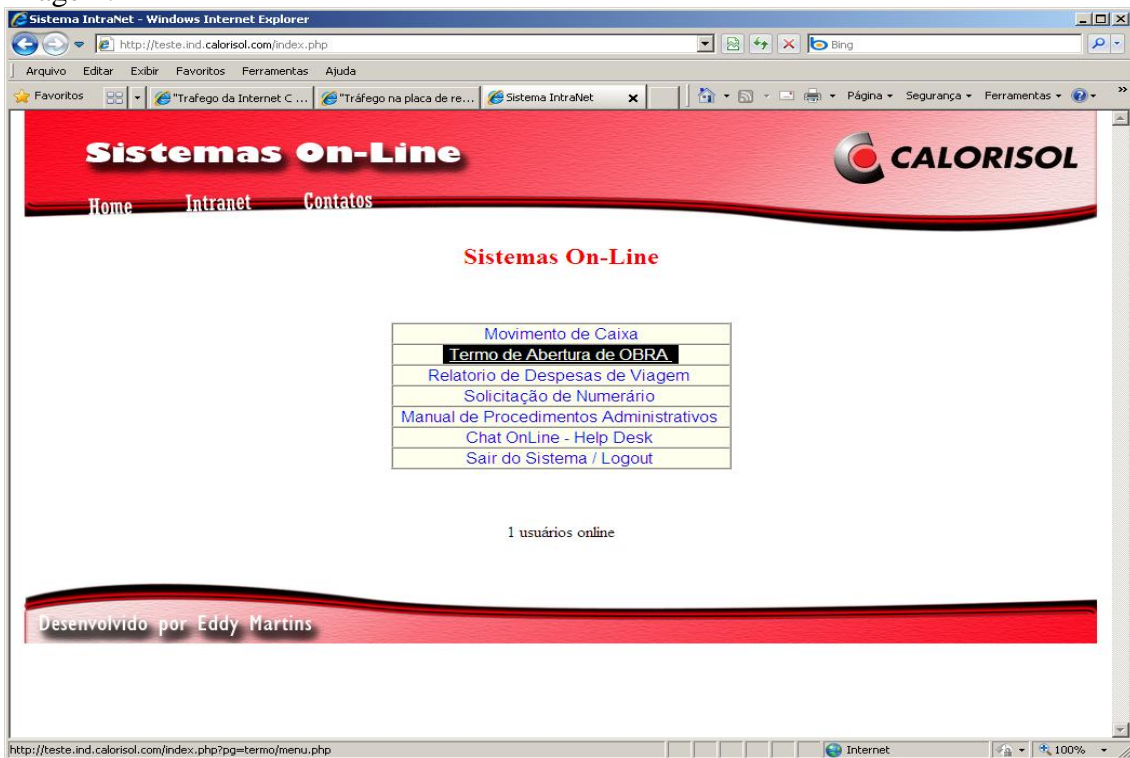 Sistema IntraNet - Windows Internet Explorer
http://teste.ind.calorisol.com/index.php
Bing
Arquivo Editar Exibir Favoritos Ferramentas Ajuda
Favoritos "Trafego da Internet C ... "Tráfego na placa de re... Sistema IntraNet x Página Segurança Ferramentas »
Sistemas On-Line
CALORISOL
Home Intranet Contatos
Sistemas On-Line
Movimento de Caixa
Termo de Abertura de OBRA
Relatorio de Despesas de Viagem
Solicitação de Numerário
Manual de Procedimentos Administrativos
Chat OnLine - Help Desk
Sair do Sistema / Logout
1 usuários online
Desenvolvido por Eddy Martins
http://teste.ind.calorisol.com/index.php?pg=termo/menu.php Internet 100%